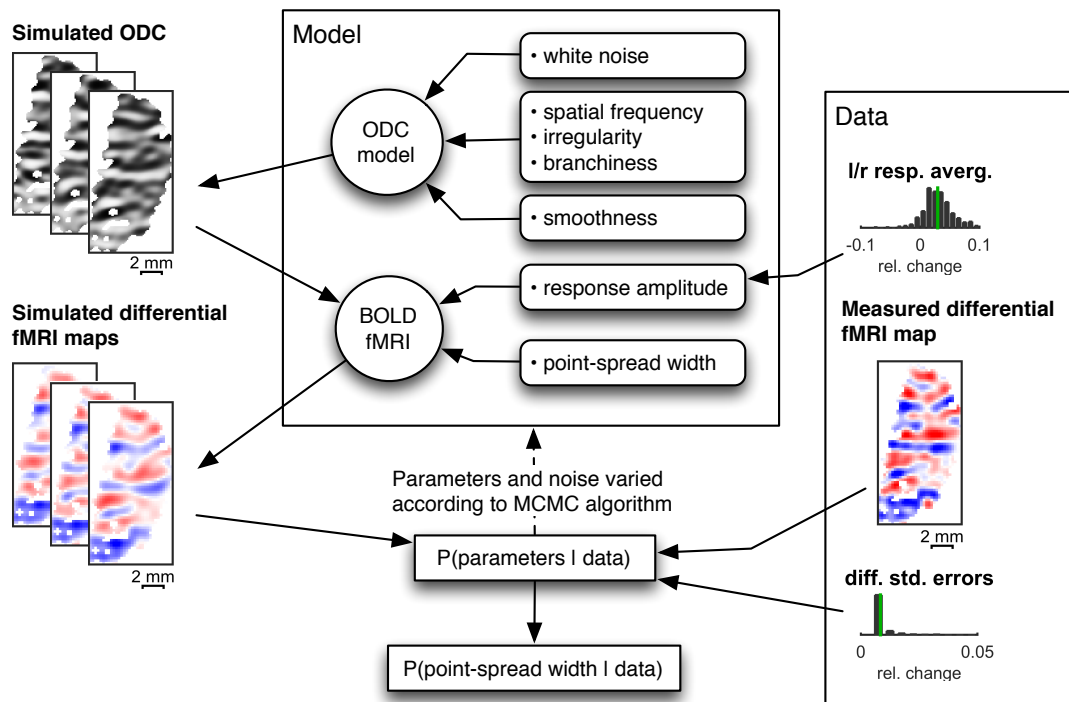 Simulated ODC
2 mm
Simulated differential
fMRI maps
2 mm
Model
ODC
model
• white noise
• spatial frequency
• irregularity
• branchiness
• smoothness
BOLD
fMRI
• response amplitude
• point-spread width
Parameters and noise varied
according to MCMC algorithm
P(parameters I data)
P(point-spread width I data)
Data
l/r resp. averg.
-0.1 0 0.1
rel. change
Measured differential
fMRI map
2 mm
diff. std. errors
0 0.05
rel. change